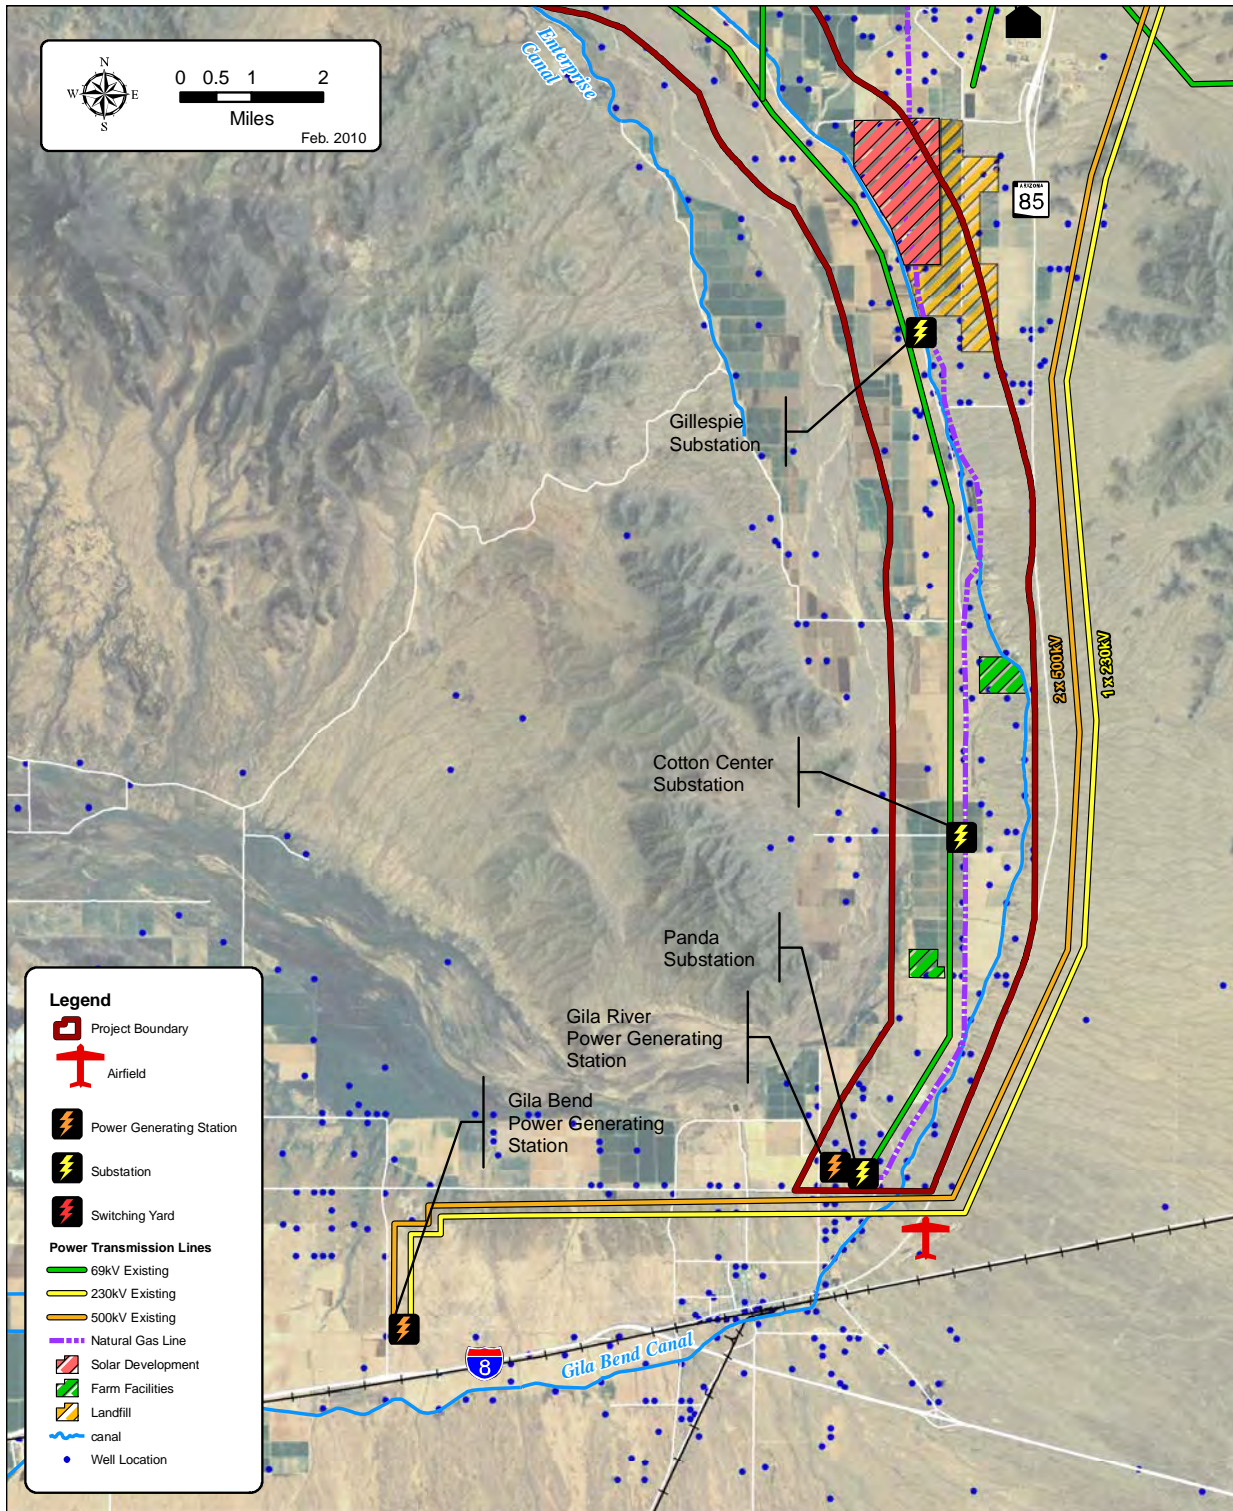 N
W
E
S
0 0.5 1 2
Miles
Feb. 2010
Enterprise
Canal
ARIZONA
85
Gillespie
Substation
2 x 500kV
1 x 230kV
Cotton Center
Substation
Panda
Substation
Gila River
Power Generating
Station
Gila Bend
Power Generating
Station
8
Gila Bend Canal
Legend
Project Boundary
Airfield
Power Generating Station
Substation
Switching Yard
Power Transmission Lines
69kV Existing
230kV Existing
500kV Existing
Natural Gas Line
Solar Development
Farm Facilities
Landfill
canal
Well Location